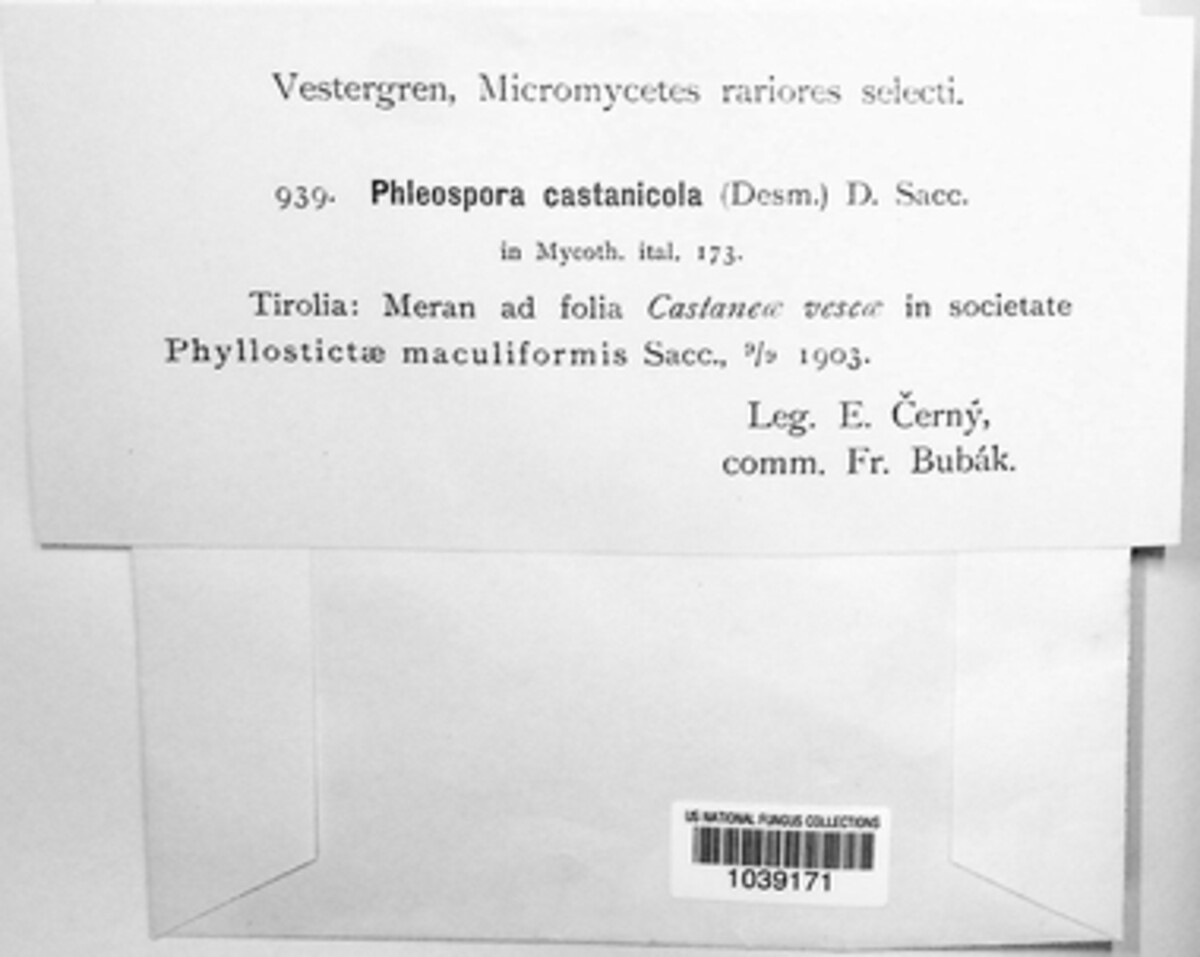 Vestergren, Micromycetes rariores selecti.
939. Phleospora castanicola (Desm.) D. Sacc.
in Mycoth. ital. 173.
Tirolia: Meran ad folia Castaneæ vescæ in societate
Phyllostictæ maculiformis Sacc., 9/9 1903.
Leg. E. Černý,
comm. Fr. Bubák.
US NATIONAL FUNGUS COLLECTIONS
1039171